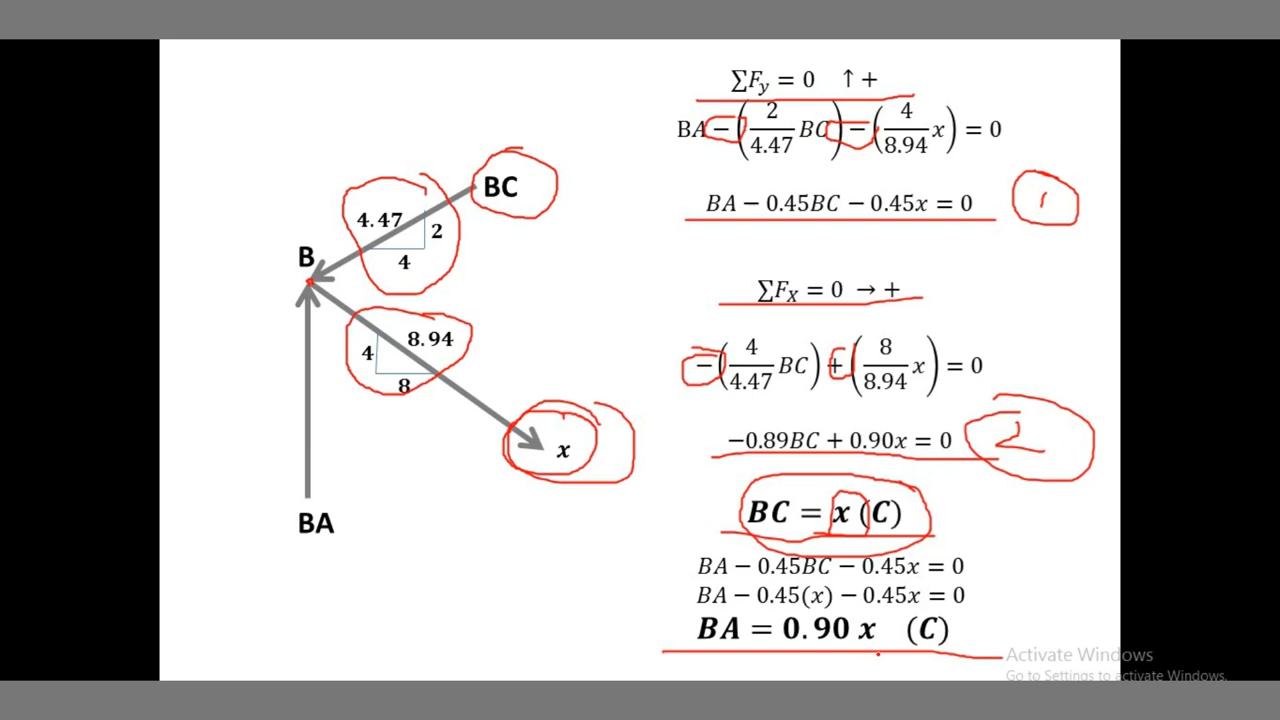 BC
4.47
2
B
4
4
8.94
8
x
BA
∑F_y = 0 ↑ +
BA − (2/4.47 BC) − (4/8.94 x) = 0
BA − 0.45BC − 0.45x = 0
1
∑F_X = 0 → +
−(4/4.47 BC) + (8/8.94 x) = 0
−0.89BC + 0.90x = 0
2
BC = x (C)
BA − 0.45BC − 0.45x = 0
BA − 0.45(x) − 0.45x = 0
BA = 0.90 x (C)
Activate Windows
Go to Settings to activate Windows.